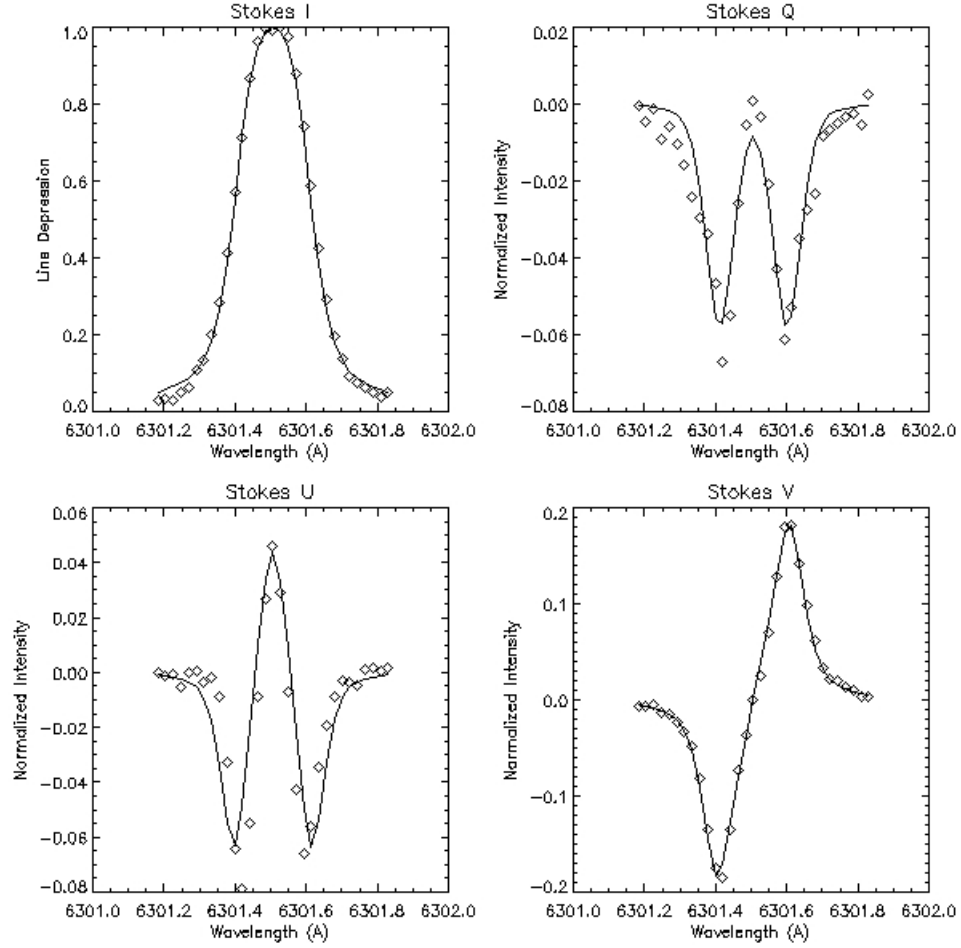 Stokes I
1.0
0.8
0.6
0.4
0.2
0.0
Line Depression
6301.0 6301.2 6301.4 6301.6 6301.8 6302.0
Wavelength (A)
Stokes Q
0.02
0.00
−0.02
−0.04
−0.06
−0.08
Normalized Intensity
6301.0 6301.2 6301.4 6301.6 6301.8 6302.0
Wavelength (A)
Stokes U
0.06
0.04
0.02
0.00
−0.02
−0.04
−0.06
−0.08
Normalized Intensity
6301.0 6301.2 6301.4 6301.6 6301.8 6302.0
Wavelength (A)
Stokes V
0.2
0.1
0.0
−0.1
−0.2
Normalized Intensity
6301.0 6301.2 6301.4 6301.6 6301.8 6302.0
Wavelength (A)